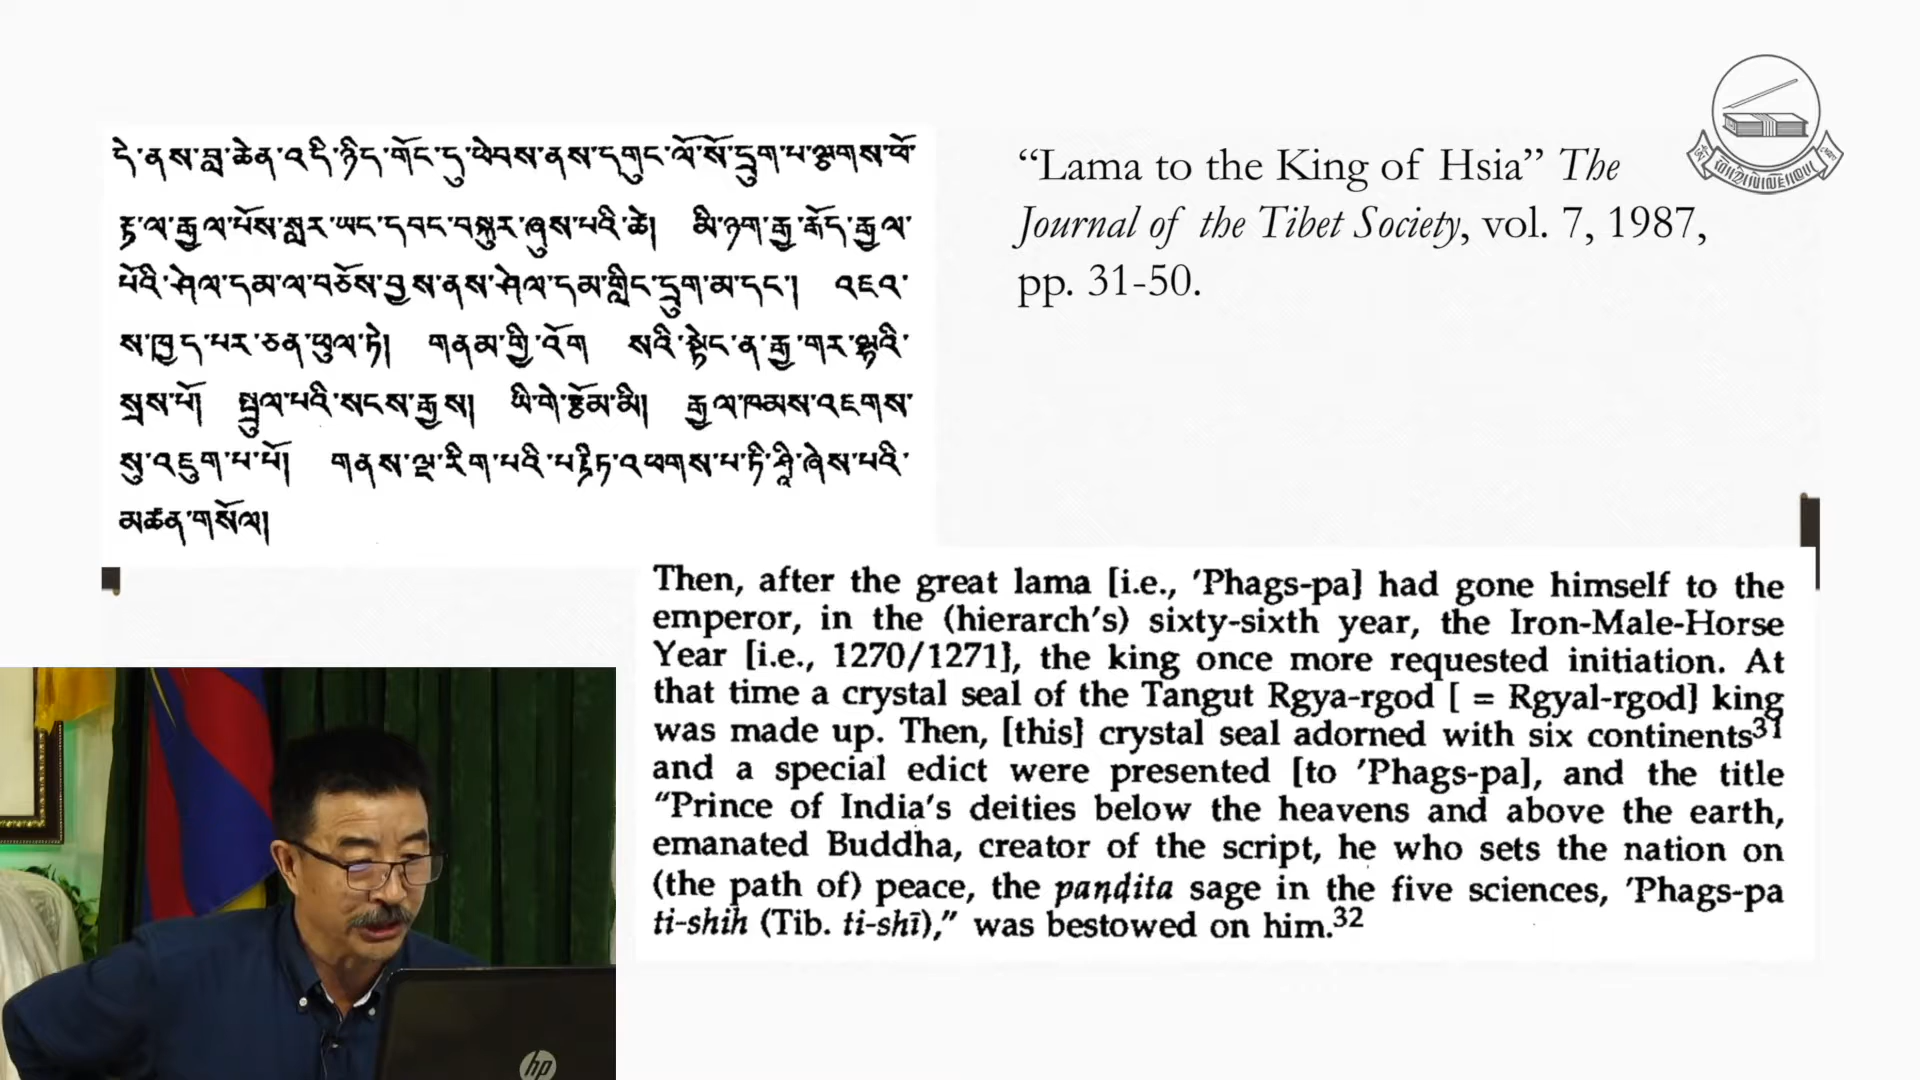 དེ་ནས་བླ་ཆེན་འདི་ཉིད་གོང་དུ་ཕེབས་ནས་དགུང་ལོ་སོ་དྲུག་པ་ལྕགས་ཕོ་
རྟ་ལ་རྒྱལ་པོས་སླར་ཡང་དབང་བསྐུར་ཞུས་པའི་ཚེ། མི་ཉག་རྒྱ་རྒོད་རྒྱལ་
པོའི་ཤེལ་དམ་ལ་བཅོས་བྱས་ནས་ཤེལ་དམ་གླིང་དྲུག་མ་དང་། འཇའ་
ས་ཁྱད་པར་ཅན་ཕུལ་ཏེ། གནམ་གྱི་འོག སའི་སྟེང་ན་རྒྱ་གར་ལྷའི་
སྲས་པོ། སྤྲུལ་པའི་སངས་རྒྱས། ཡི་གེ་རྩོམ་མི། རྒྱལ་ཁམས་འཇགས་
སུ་འཇུག་པ་པོ། གནས་ལྔ་རིག་པའི་པཎྜི་ཏ་འཕགས་པ་ཏི་ཤྲཱི་ཞེས་པའི་
མཚན་གསོལ།
“Lama to the King of Hsia” The
Journal of the Tibet Society, vol. 7, 1987,
pp. 31-50.
Then, after the great lama [i.e., ’Phags-pa] had gone himself to the
emperor, in the (hierarch’s) sixty-sixth year, the Iron-Male-Horse
Year [i.e., 1270/1271], the king once more requested initiation. At
that time a crystal seal of the Tangut Rgya-rgod [ = Rgyal-rgod] king
was made up. Then, [this] crystal seal adorned with six continents³¹
and a special edict were presented [to ’Phags-pa], and the title
“Prince of India’s deities below the heavens and above the earth,
emanated Buddha, creator of the script, he who sets the nation on
(the path of) peace, the paṇḍita sage in the five sciences, ’Phags-pa
ti-shih (Tib. ti-shī),” was bestowed on him.³²
hp